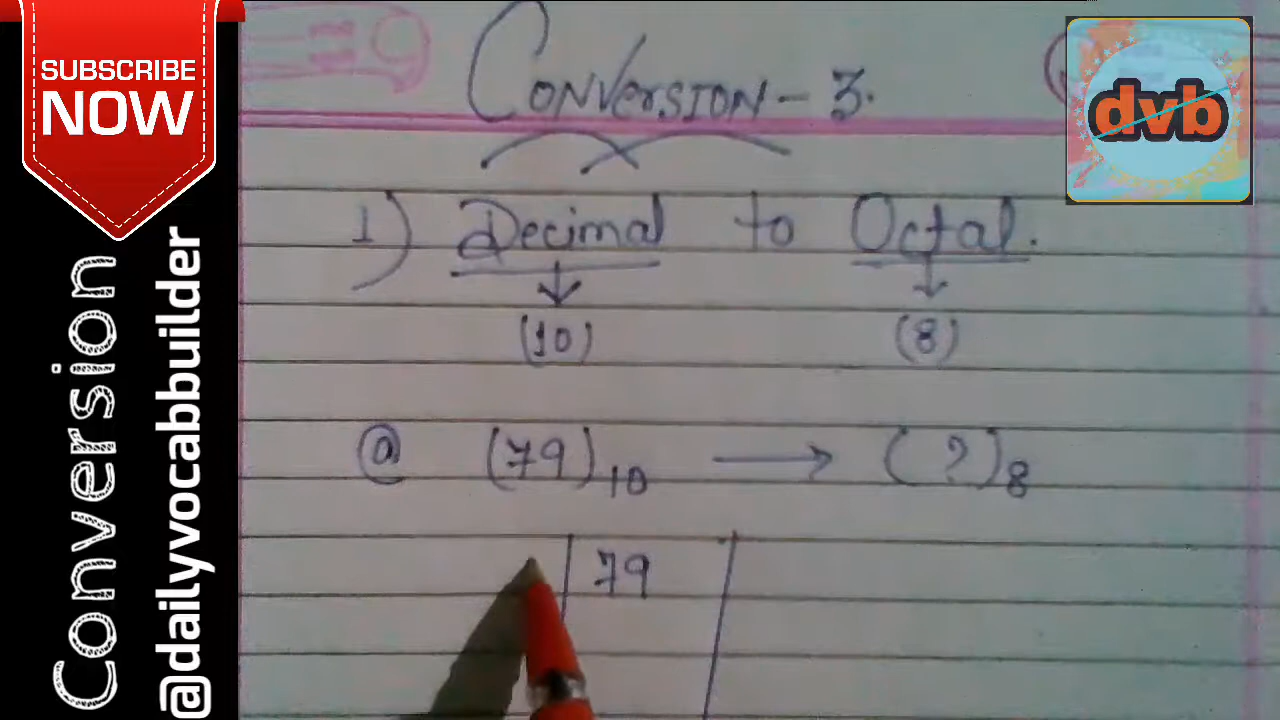 SUBSCRIBE
NOW
Conversion
@dailyvocabbuilder
dvb
CONVERSION - 3.
1) Decimal to Octal.
(10) (8)
@ (79)10 → ( ? )8
79